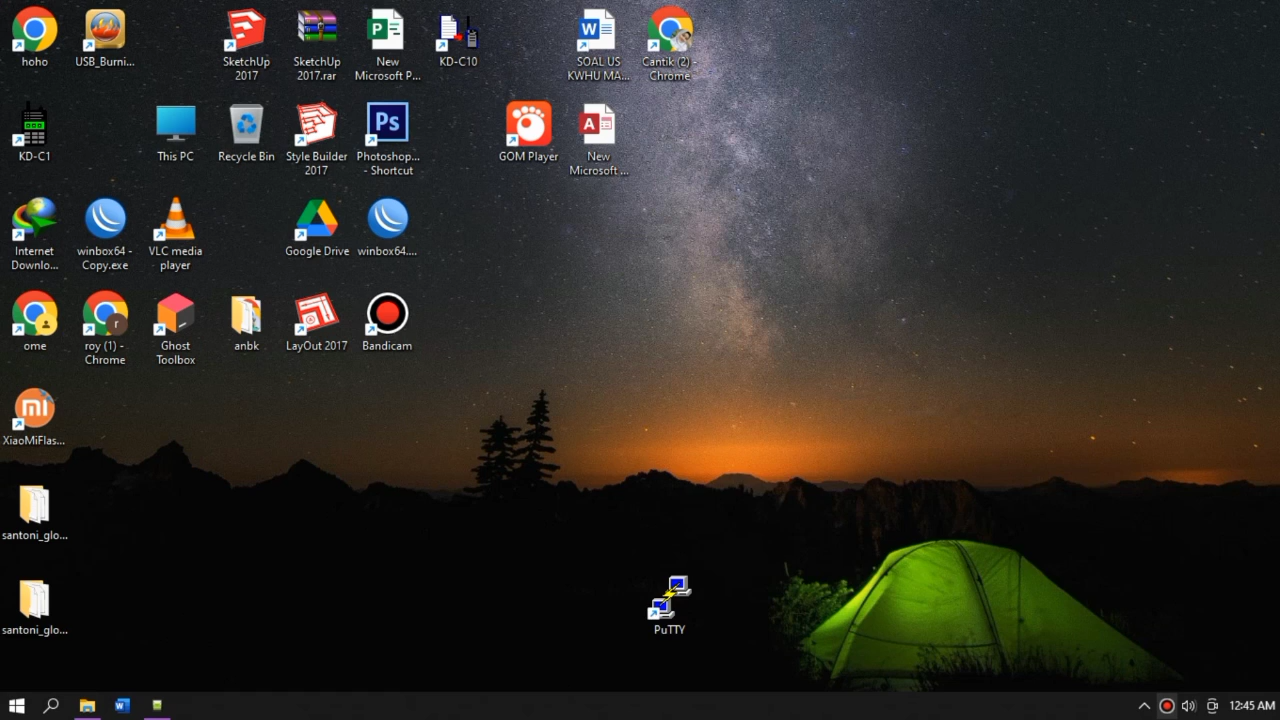 hoho
USB_Burni...
SketchUp
2017
SketchUp
2017.rar
New
Microsoft P...
KD-C10
SOAL US
KWHU MA...
Cantik (2) -
Chrome
KD-C1
This PC
Recycle Bin
Style Builder
2017
Ps
Photoshop...
- Shortcut
GOM Player
New
Microsoft ...
Internet
Downlo...
winbox64 -
Copy.exe
VLC media
player
Google Drive
winbox64....
ome
roy (1) -
Chrome
Ghost
Toolbox
anbk
LayOut 2017
Bandicam
XiaoMiFlas...
santoni_glo...
santoni_glo...
PuTTY
12:45 AM